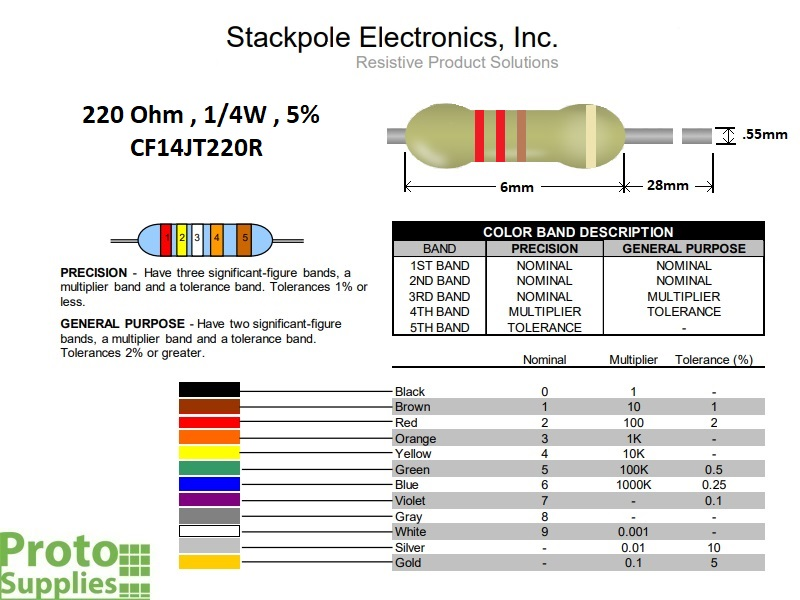 Stackpole Electronics, Inc.
Resistive Product Solutions
220 Ohm , 1/4W , 5%
CF14JT220R
.55mm
6mm
28mm
1 2 3 4 5
PRECISION - Have three significant-figure bands, a
multiplier band and a tolerance band. Tolerances 1% or
less.
GENERAL PURPOSE - Have two significant-figure
bands, a multiplier band and a tolerance band.
Tolerances 2% or greater.
COLOR BAND DESCRIPTION
BAND PRECISION GENERAL PURPOSE
1ST BAND NOMINAL NOMINAL
2ND BAND NOMINAL NOMINAL
3RD BAND NOMINAL MULTIPLIER
4TH BAND MULTIPLIER TOLERANCE
5TH BAND TOLERANCE -
Nominal Multiplier Tolerance (%)
Black 0 1 -
Brown 1 10 1
Red 2 100 2
Orange 3 1K -
Yellow 4 10K -
Green 5 100K 0.5
Blue 6 1000K 0.25
Violet 7 - 0.1
Gray 8 - -
White 9 0.001 -
Silver - 0.01 10
Gold - 0.1 5
Proto
Supplies